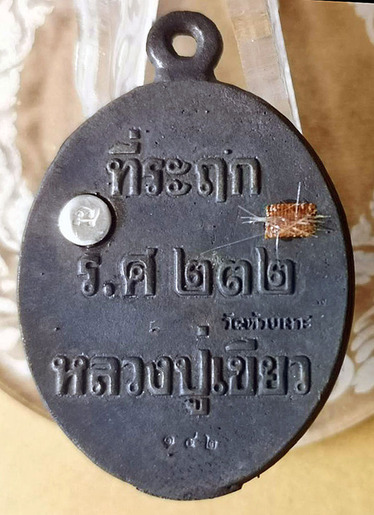 ที่ระฤก
ร.ศ ๒๓๒
หลวงปู่เขียว
๑๔๒